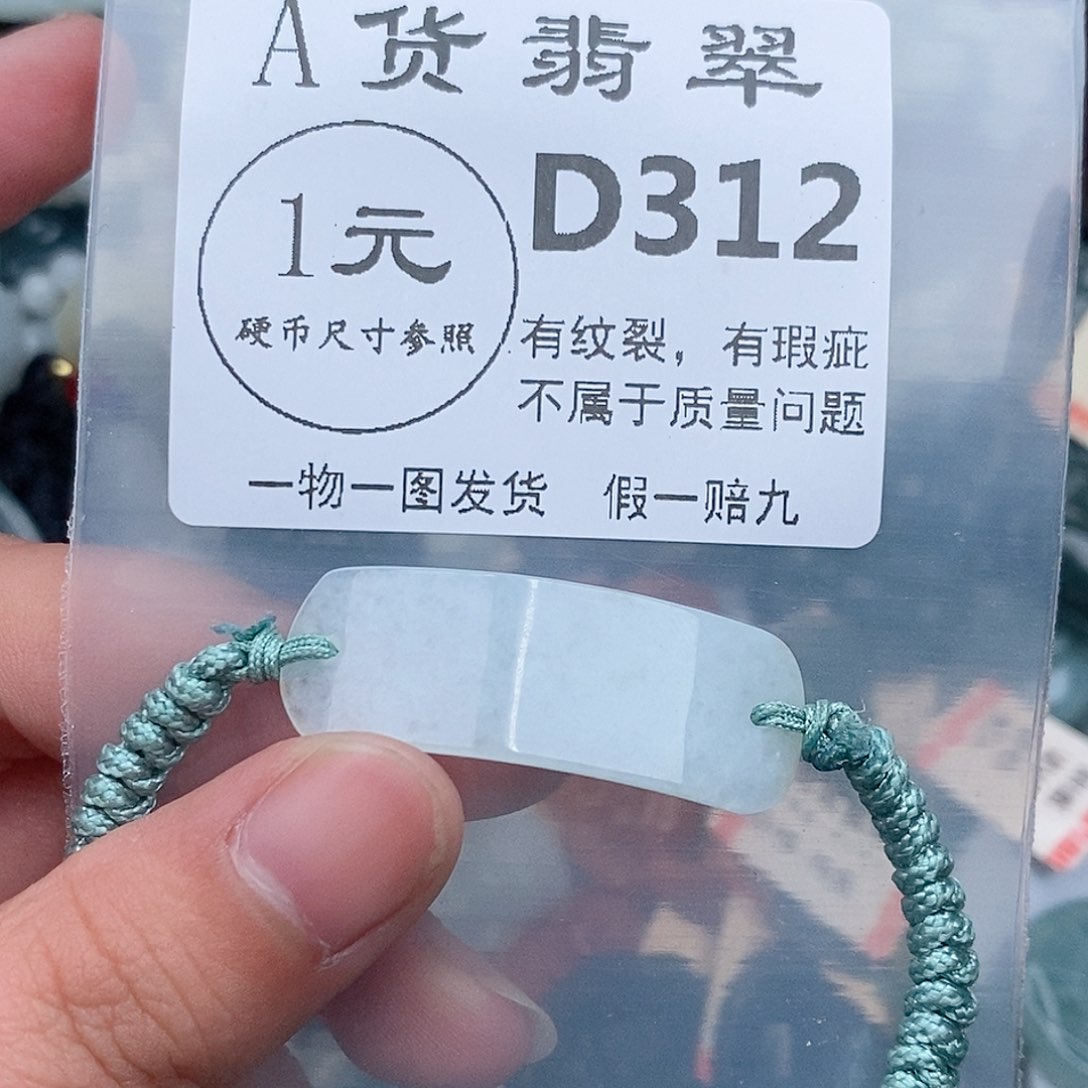 A货翡翠
1元
硬币尺寸参照
D312
有纹裂，有瑕疵
不属于质量问题
一物一图发货 假一赔九